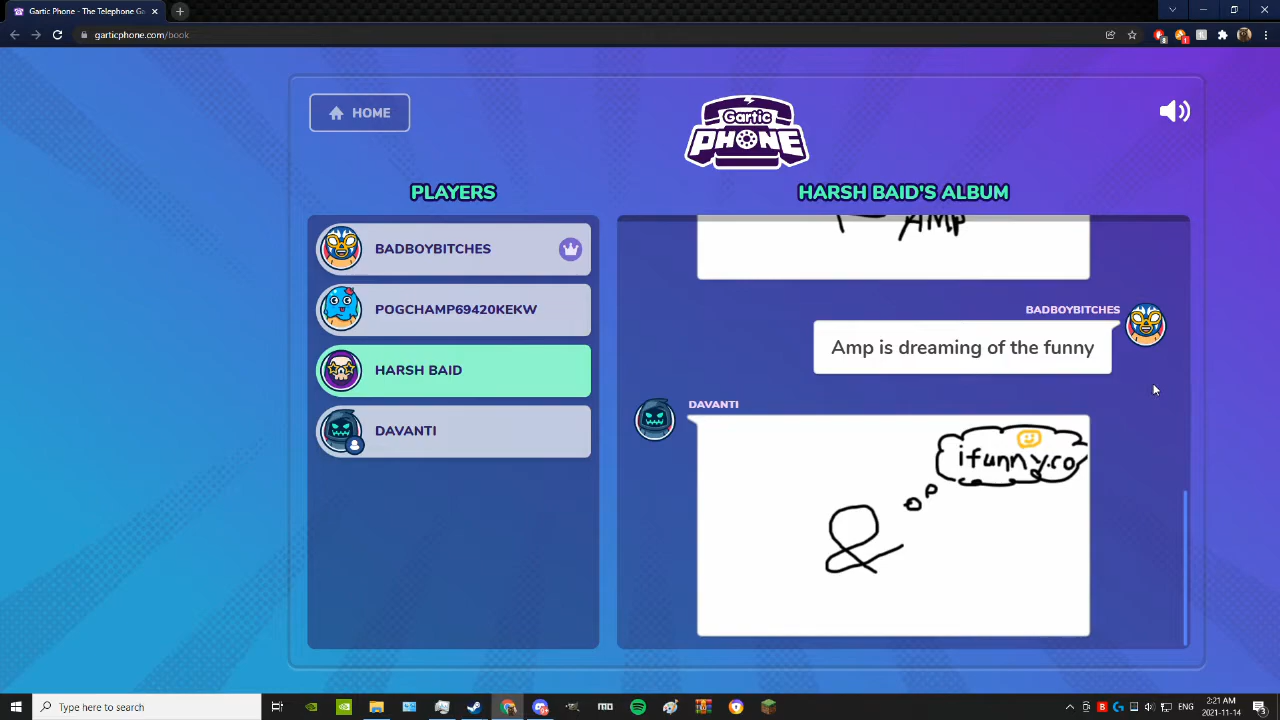 Gartic Phone - The Telephone Ga
garticphone.com/book
HOME
Gartic
PHONE
PLAYERS
HARSH BAID'S ALBUM
BADBOYBITCHES
POGCHAMP69420KEKW
HARSH BAID
DAVANTI
AMP
BADBOYBITCHES
Amp is dreaming of the funny
DAVANTI
ifunny.co
&
Type here to search
ENG
2:21 AM
2021-11-14